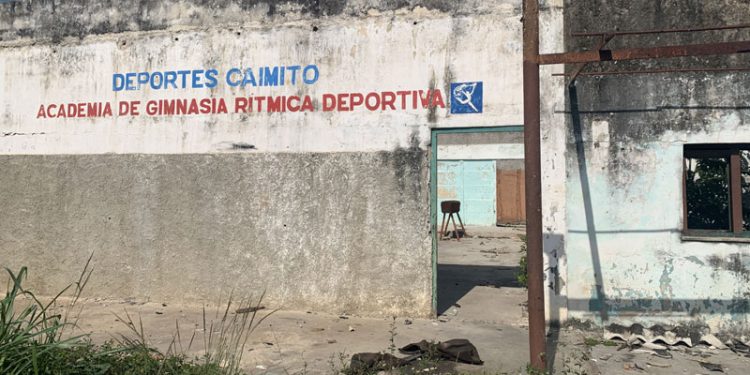 DEPORTES CAIMITO
ACADEMIA DE GIMNASIA RITMICA DEPORTIVA